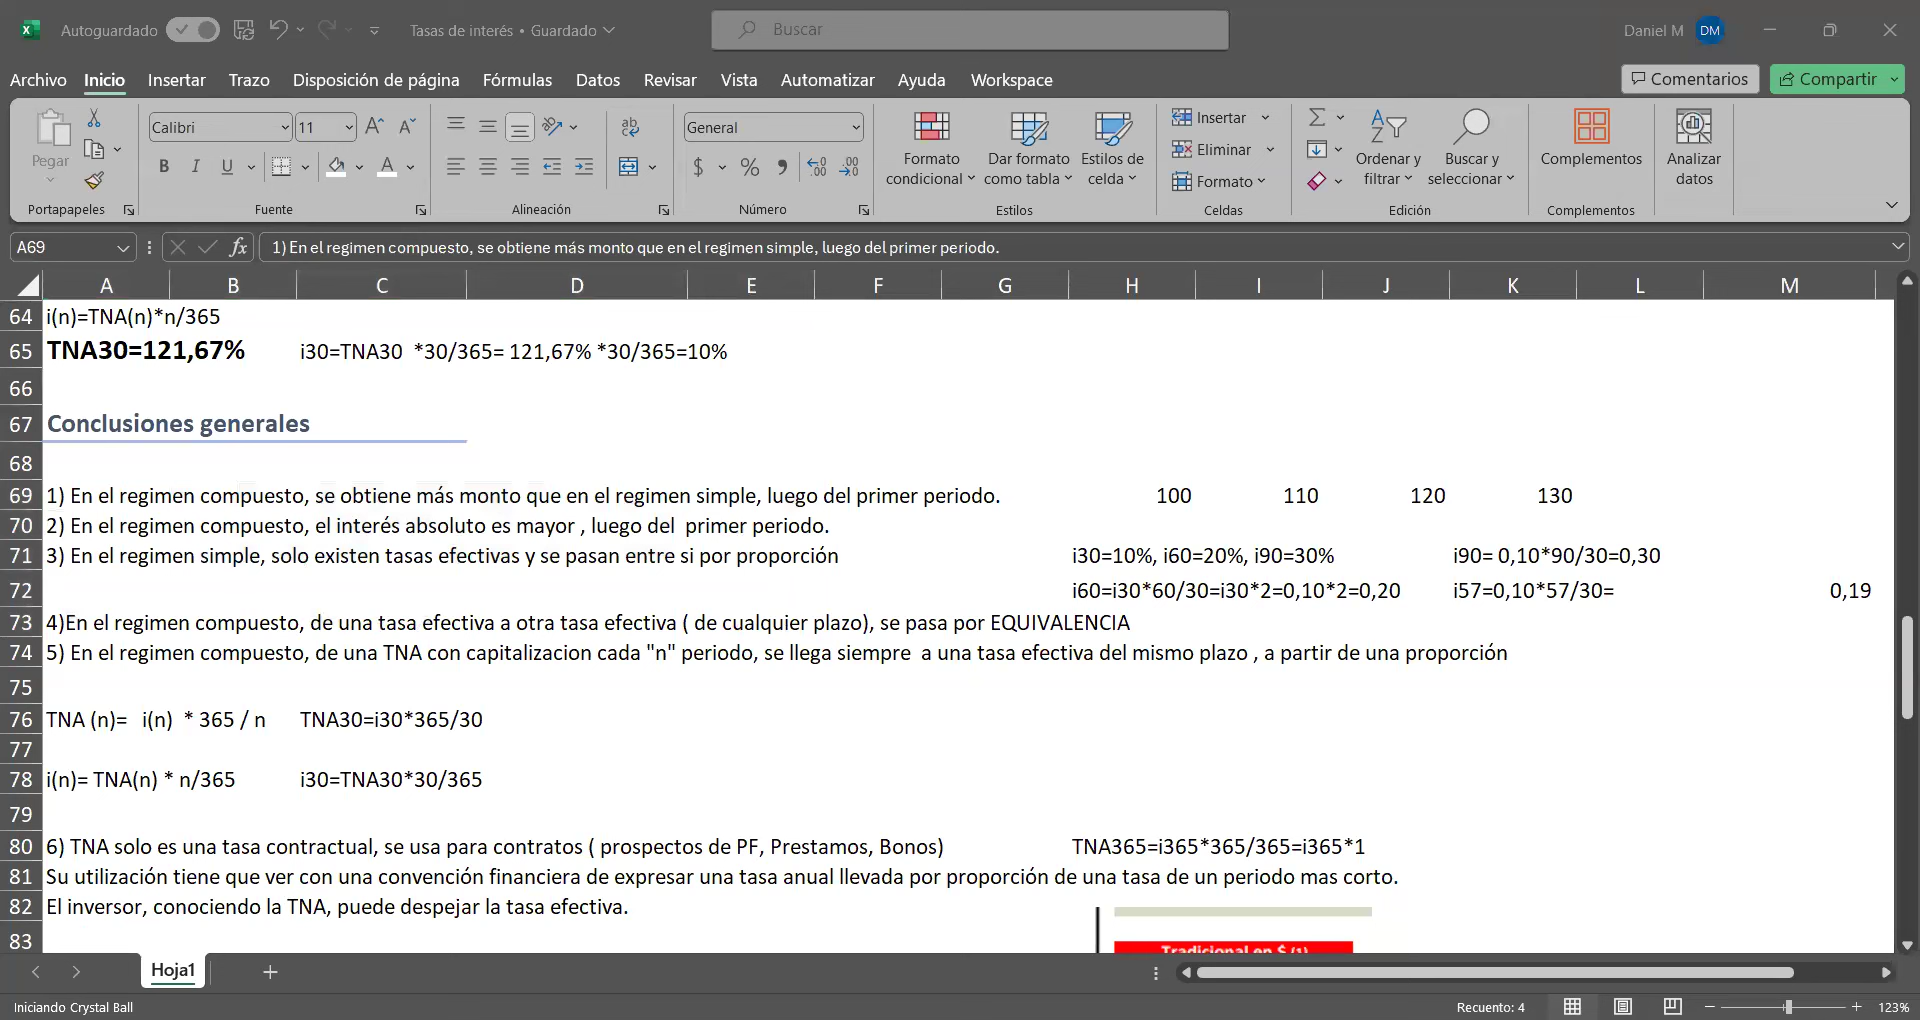 Autoguardado Tasas de interés • Guardado Buscar Daniel M DM
Archivo Inicio Insertar Trazo Disposición de página Fórmulas Datos Revisar Vista Automatizar Ayuda Workspace Comentarios Compartir
Pegar
Portapapeles
Calibri 11
N I U
Fuente
Alineación
General
$ %
Número
Formato condicional
Dar formato como tabla
Estilos de celda
Estilos
Insertar
Eliminar
Formato
Celdas
Ordenar y filtrar
Buscar y seleccionar
Edición
Complementos
Complementos
Analizar datos
A69 fx 1) En el regimen compuesto, se obtiene más monto que en el regimen simple, luego del primer periodo.
A B C D E F G H I J K L M
64 i(n)=TNA(n)*n/365
65 TNA30=121,67% i30=TNA30 *30/365= 121,67% *30/365=10%
66
67 Conclusiones generales
68
69 1) En el regimen compuesto, se obtiene más monto que en el regimen simple, luego del primer periodo. 100 110 120 130
70 2) En el regimen compuesto, el interés absoluto es mayor , luego del primer periodo.
71 3) En el regimen simple, solo existen tasas efectivas y se pasan entre si por proporción i30=10%, i60=20%, i90=30% i90= 0,10*90/30=0,30
72 i60=i30*60/30=i30*2=0,10*2=0,20 i57=0,10*57/30= 0,19
73 4)En el regimen compuesto, de una tasa efectiva a otra tasa efectiva ( de cualquier plazo), se pasa por EQUIVALENCIA
74 5) En el regimen compuesto, de una TNA con capitalizacion cada "n" periodo, se llega siempre a una tasa efectiva del mismo plazo , a partir de una proporción
75
76 TNA (n)= i(n) * 365 / n TNA30=i30*365/30
77
78 i(n)= TNA(n) * n/365 i30=TNA30*30/365
79
80 6) TNA solo es una tasa contractual, se usa para contratos ( prospectos de PF, Prestamos, Bonos) TNA365=i365*365/365=i365*1
81 Su utilización tiene que ver con una convención financiera de expresar una tasa anual llevada por proporción de una tasa de un periodo mas corto.
82 El inversor, conociendo la TNA, puede despejar la tasa efectiva.
83 Tradicional en $ (1)
Hoja1
Iniciando Crystal Ball Recuento: 4 123%